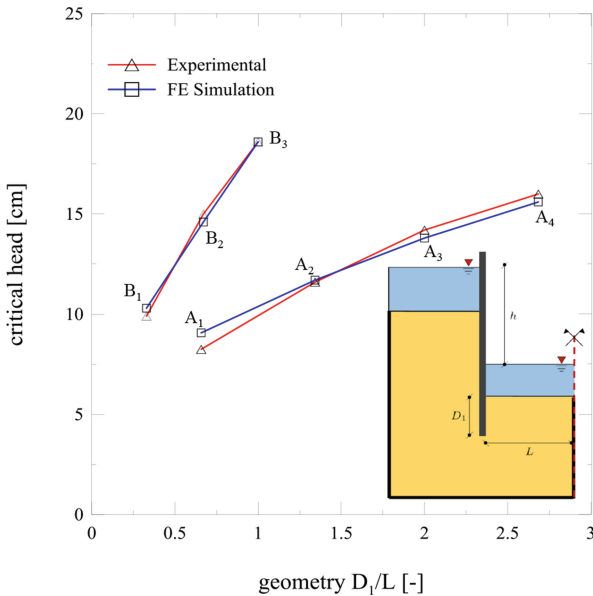 25
20
15
10
5
0
critical head [cm]
Experimental
FE Simulation
B3
B2
B1
A1
A2
A3
A4
h
D1
L
0
0.5
1
1.5
2
2.5
3
geometry D1/L [-]